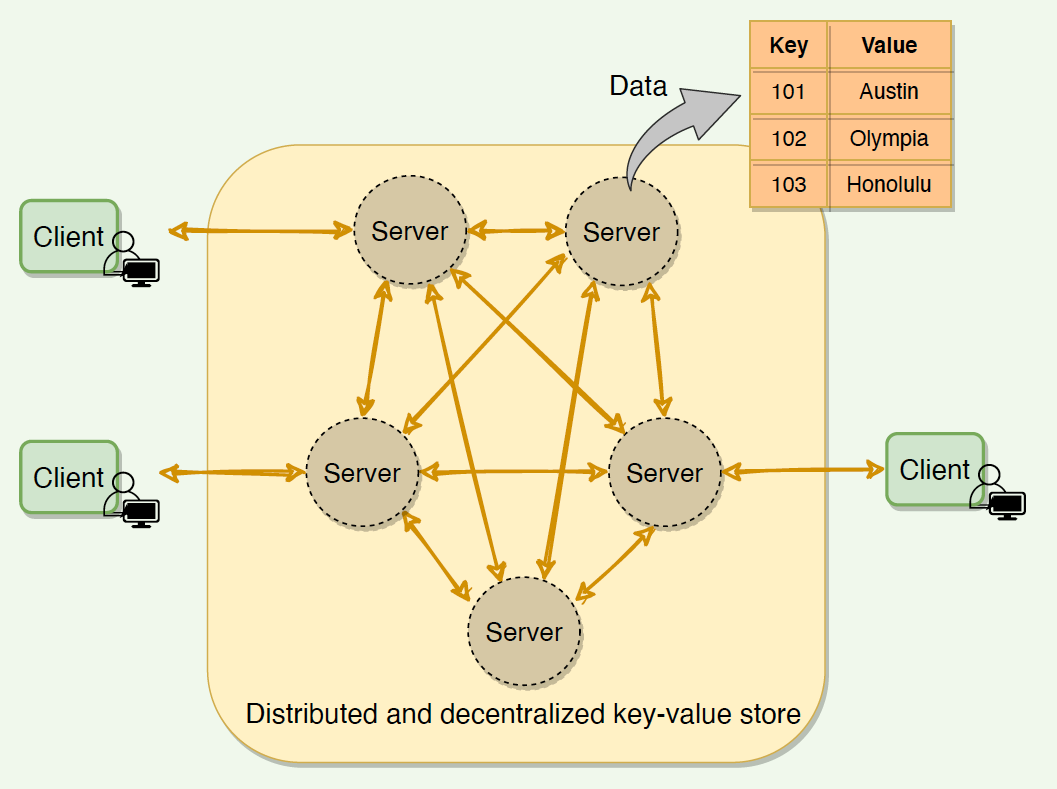 Key Value
Data
101 Austin
102 Olympia
103 Honolulu
Client
Server
Server
Client
Server
Server
Client
Server
Distributed and decentralized key-value store